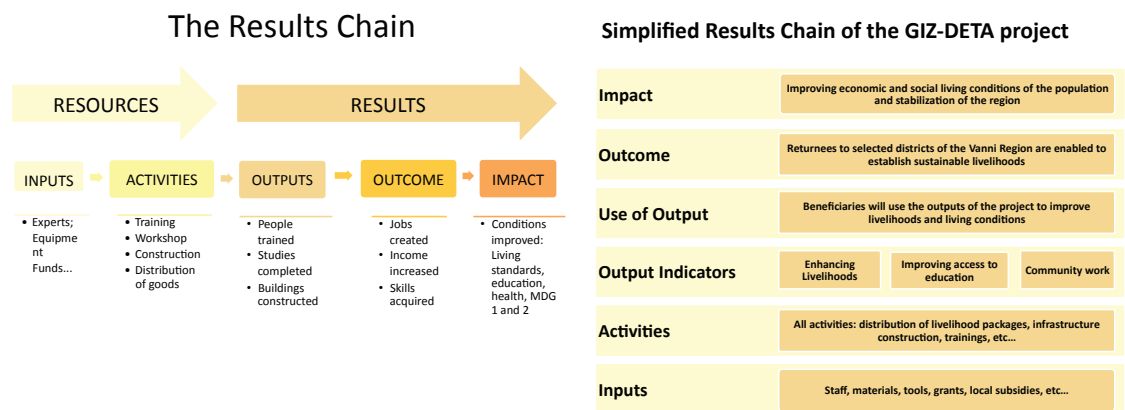 The Results Chain
RESOURCES
RESULTS
INPUTS
ACTIVITIES
OUTPUTS
OUTCOME
IMPACT
• Experts;
Equipme
nt
Funds...
• Training
• Workshop
• Construction
• Distribution
of goods
• People
trained
• Studies
completed
• Buildings
constructed
• Jobs
created
• Income
increased
• Skills
acquired
• Conditions
improved:
Living
standards,
education,
health, MDG
1 and 2
Simplified Results Chain of the GIZ-DETA project
Impact
Improving economic and social living conditions of the population
and stabilization of the region
Outcome
Returnees to selected districts of the Vanni Region are enabled to
establish sustainable livelihoods
Use of Output
Beneficiaries will use the outputs of the project to improve
livelihoods and living conditions
Output Indicators
Enhancing
Livelihoods
Improving access to
education
Community work
Activities
All activities: distribution of livelihood packages, infrastructure
construction, trainings, etc...
Inputs
Staff, materials, tools, grants, local subsidies, etc...